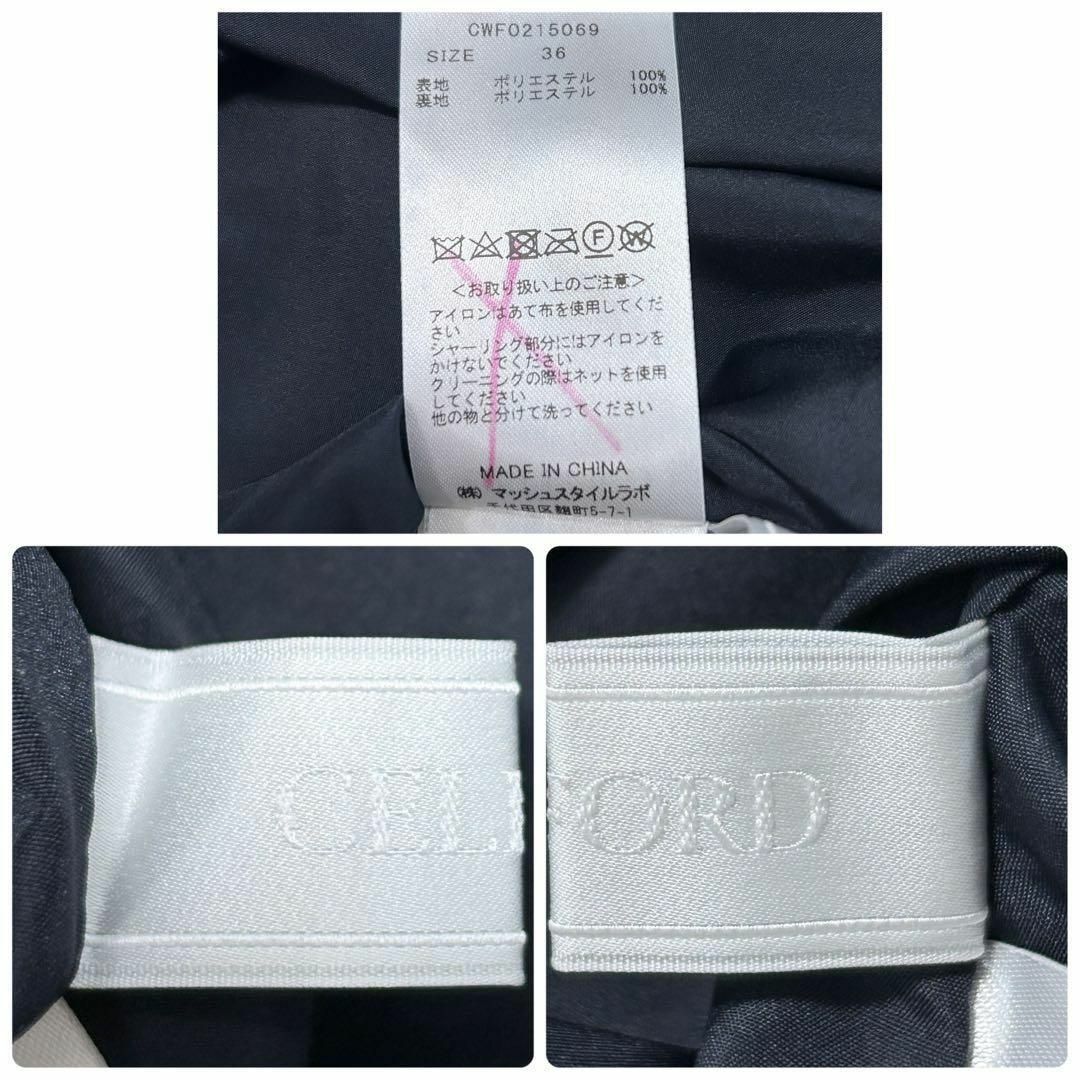 CWF0215069
SIZE 36
表地 ポリエステル 100%
裏地 ポリエステル 100%
F W
<お取り扱い上のご注意>
アイロンはあて布を使用してくだ
さい
シャーリング部分にはアイロンを
かけないでください
クリーニングの際はネットを使用
してください
他の物と分けて洗ってください
MADE IN CHINA
(株)マッシュスタイルラボ
千代田区麹町5-7-1
CELFORD